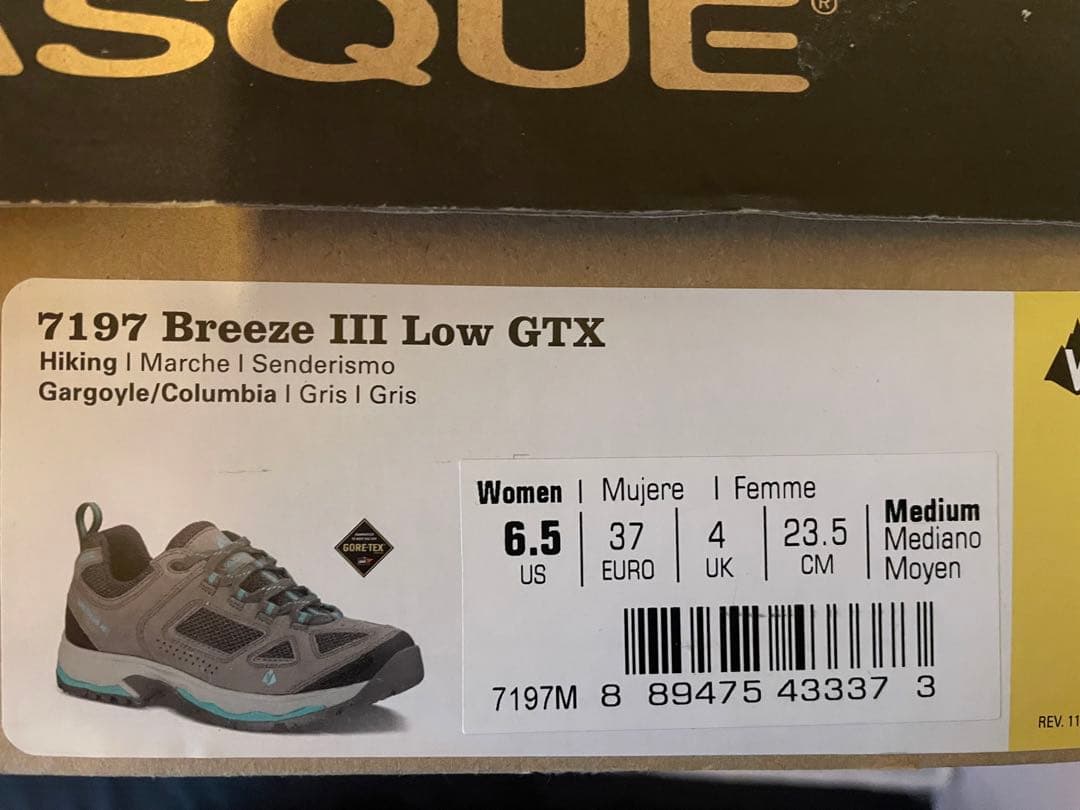 ASQUE®
7197 Breeze III Low GTX
Hiking | Marche | Senderismo
Gargoyle/Columbia | Gris | Gris
GORE-TEX
Women | Mujere | Femme
6.5 | 37 | 4 | 23.5 | Medium
US | EURO | UK | CM | Mediano
Moyen
7197M 8 89475 43337 3
REV. 11